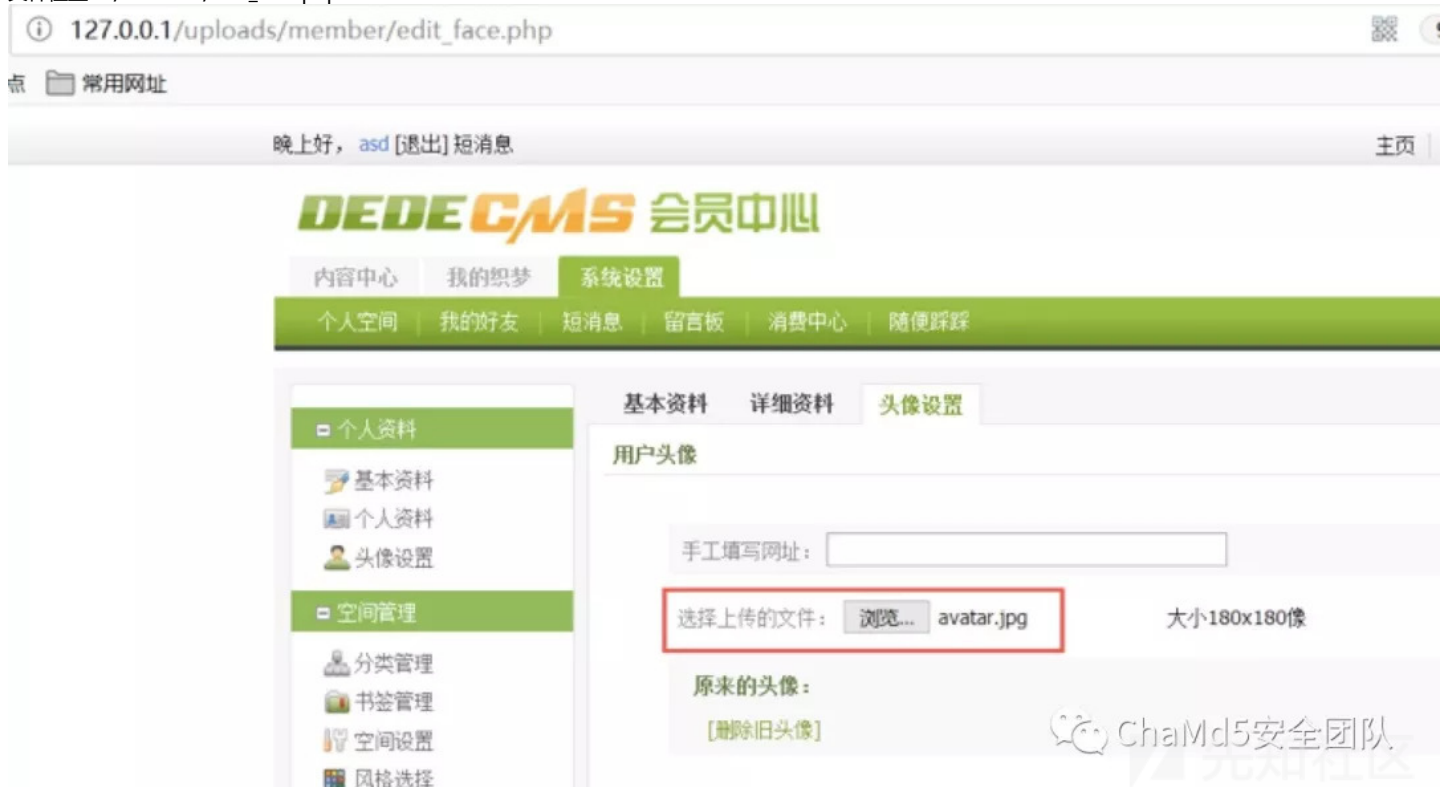 127.0.0.1/uploads/member/edit_face.php
点 常用网址
晚上好， asd [退出] 短消息 主页
DEDECMS 会员中心
内容中心 我的织梦 系统设置
个人空间 我的好友 短消息 留言板 消费中心 随便踩踩
基本资料 详细资料 头像设置
个人资料
用户头像
基本资料
个人资料
手工填写网址：
头像设置
选择上传的文件： 浏览... avatar.jpg 大小180x180像
空间管理
分类管理
原来的头像：
书签管理
[删除旧头像]
空间设置
ChaMd5安全团队
先知社区
风格选择